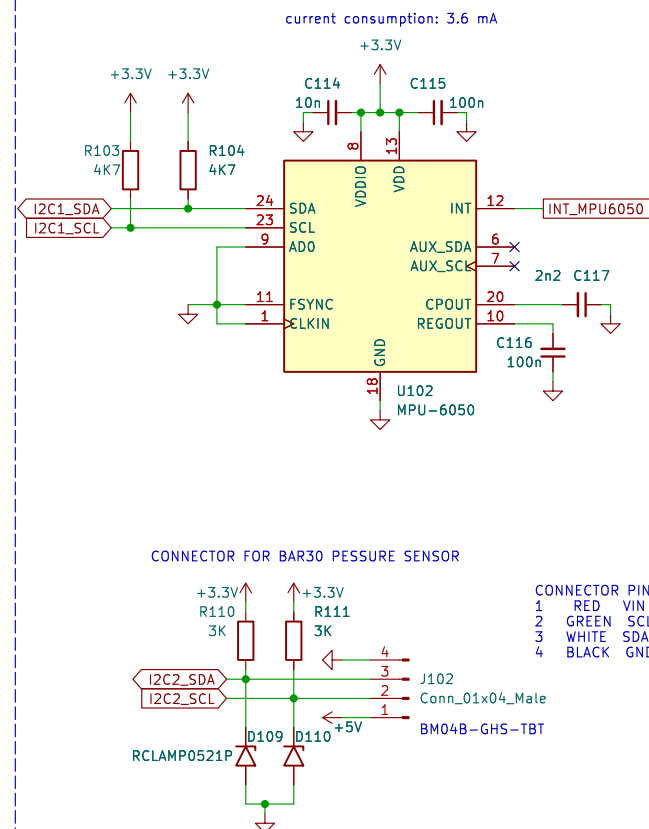 current consumption: 3.6 mA
+3.3V
+3.3V +3.3V
C114 C115
10n 100n
R103 R104
4K7 4K7
8 13
VDDIO VDD
I2C1_SDA 24 SDA INT 12 INT_MPU6050
I2C1_SCL 23 SCL
9 AD0 AUX_SDA 6
AUX_SCL 7
2n2 C117
11 FSYNC CPOUT 20
1 CLKIN REGOUT 10
C116
100n
GND
18
U102
MPU-6050
CONNECTOR FOR BAR30 PESSURE SENSOR
+3.3V +3.3V
R110 R111
3K 3K
CONNECTOR PIN
1 RED VIN
2 GREEN SCL
3 WHITE SDA
4 BLACK GND
4
I2C2_SDA 3 J102
I2C2_SCL 2 Conn_01x04_Male
1
+5V BM04B-GHS-TBT
D109 D110
RCLAMP0521P